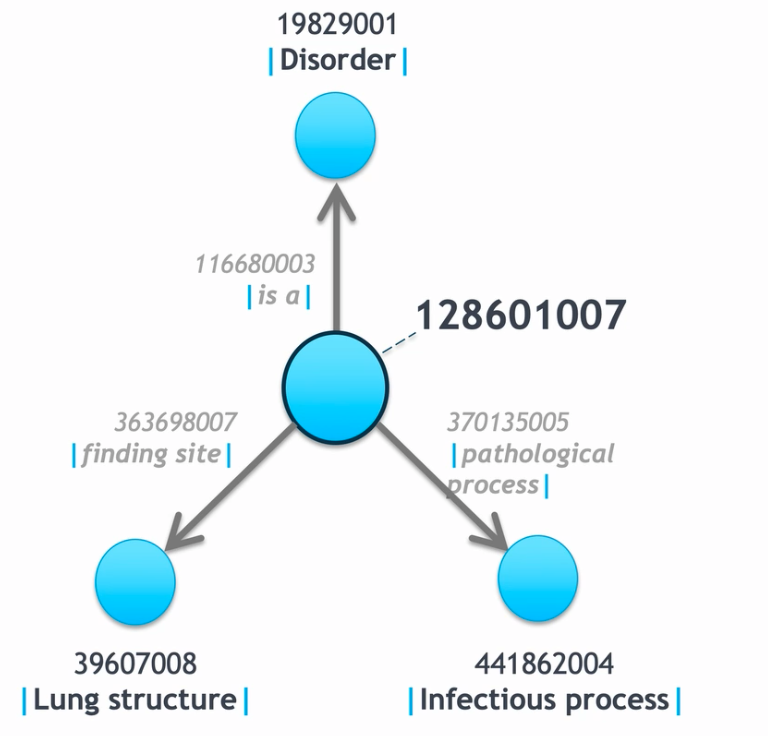 19829001
|Disorder|
116680003
|is a|
128601007
363698007
|finding site|
370135005
|pathological
process|
39607008
|Lung structure|
441862004
|Infectious process|